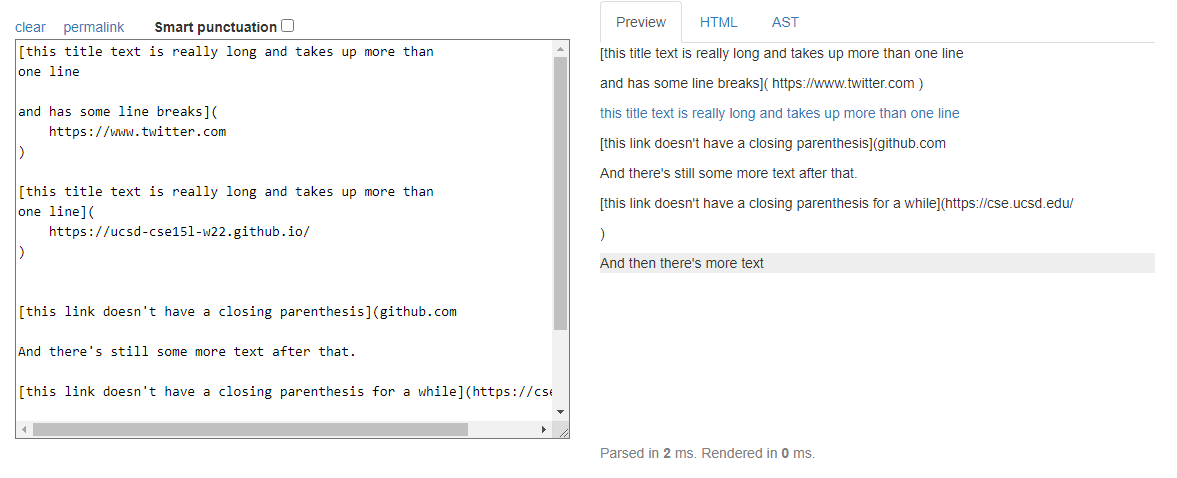 clear permalink Smart punctuation
[this title text is really long and takes up more than
one line
and has some line breaks](
https://www.twitter.com
)
[this title text is really long and takes up more than
one line](
https://ucsd-cse15l-w22.github.io/
)
[this link doesn't have a closing parenthesis](github.com
And there's still some more text after that.
[this link doesn't have a closing parenthesis for a while](https://cse
Preview HTML AST
[this title text is really long and takes up more than one line
and has some line breaks]( https://www.twitter.com )
this title text is really long and takes up more than one line
[this link doesn't have a closing parenthesis](github.com
And there's still some more text after that.
[this link doesn't have a closing parenthesis for a while](https://cse.ucsd.edu/
)
And then there's more text
Parsed in 2 ms. Rendered in 0 ms.